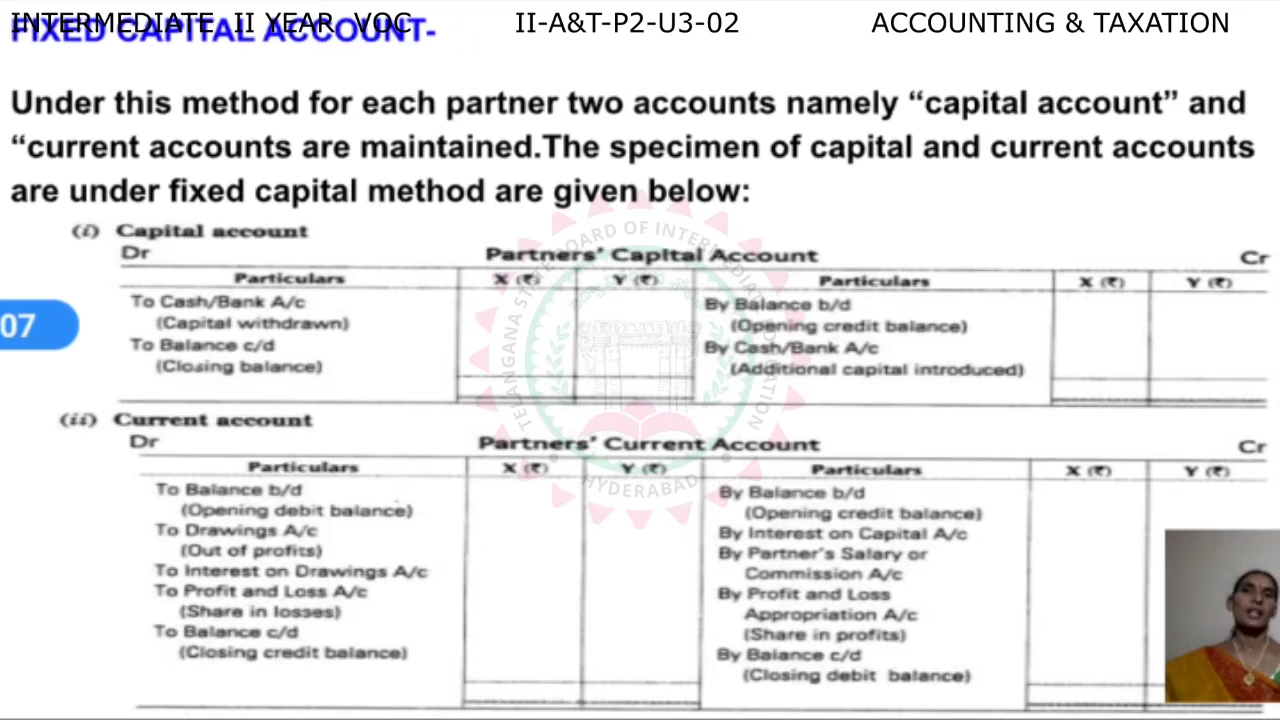 INTERMEDIATE II YEAR VOC II-A&T-P2-U3-02 ACCOUNTING & TAXATION
FIXED CAPITAL ACCOUNT-
Under this method for each partner two accounts namely “capital account” and
“current accounts are maintained.The specimen of capital and current accounts
are under fixed capital method are given below:
(i) Capital account
Dr Partners' Capital Account Cr
Particulars X (₹) Y (₹) Particulars X (₹) Y (₹)
To Cash/Bank A/c By Balance b/d
(Capital withdrawn) (Opening credit balance)
To Balance c/d By Cash/Bank A/c
(Closing balance) (Additional capital introduced)
07
(ii) Current account
Dr Partners' Current Account Cr
Particulars X (₹) Y (₹) Particulars X (₹) Y (₹)
To Balance b/d By Balance b/d
(Opening debit balance) (Opening credit balance)
To Drawings A/c By Interest on Capital A/c
(Out of profits) By Partner's Salary or
To Interest on Drawings A/c Commission A/c
To Profit and Loss A/c By Profit and Loss
(Share in losses) Appropriation A/c
To Balance c/d (Share in profits)
(Closing credit balance) By Balance c/d
(Closing debit balance)
TELANGANA STATE BOARD OF INTERMEDIATE EDUCATION
HYDERABAD